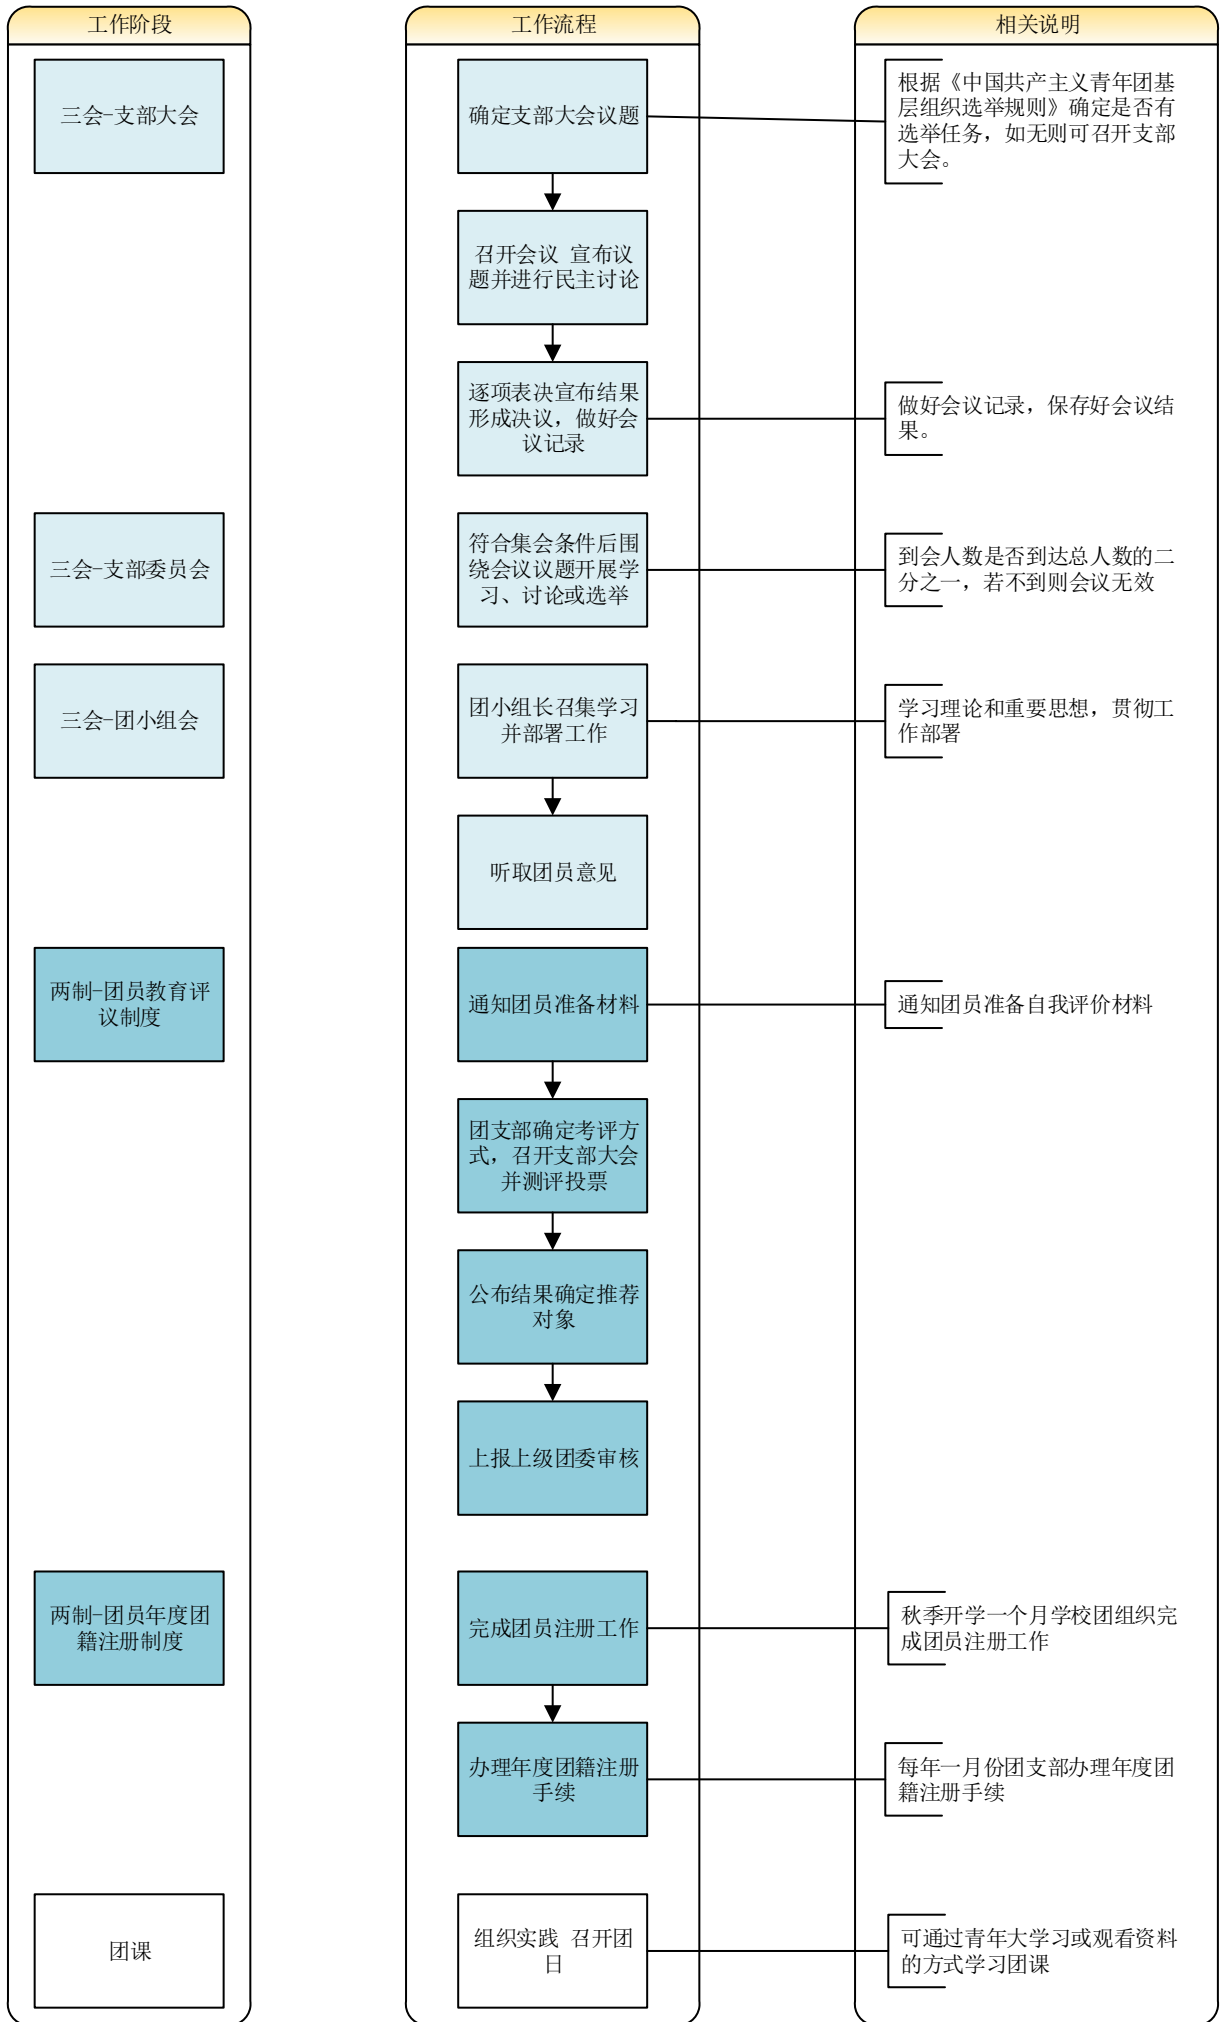 工作阶段
工作流程
相关说明
三会-支部大会
确定支部大会议题
根据《中国共产主义青年团基
层组织选举规则》确定是否有
选举任务，如无则可召开支部
大会。
召开会议 宣布议
题并进行民主讨论
逐项表决宣布结果
形成决议，做好会
议记录
做好会议记录，保存好会议结
果。
三会-支部委员会
符合集会条件后围
绕会议议题开展学
习、讨论或选举
到会人数是否到达总人数的二
分之一，若不到则会议无效
三会-团小组会
团小组长召集学习
并部署工作
学习理论和重要思想，贯彻工
作部署
听取团员意见
两制-团员教育评
议制度
通知团员准备材料
通知团员准备自我评价材料
团支部确定考评方
式，召开支部大会
并测评投票
公布结果确定推荐
对象
上报上级团委审核
两制-团员年度团
籍注册制度
完成团员注册工作
秋季开学一个月学校团组织完
成团员注册工作
办理年度团籍注册
手续
每年一月份团支部办理年度团
籍注册手续
团课
组织实践 召开团
日
可通过青年大学习或观看资料
的方式学习团课